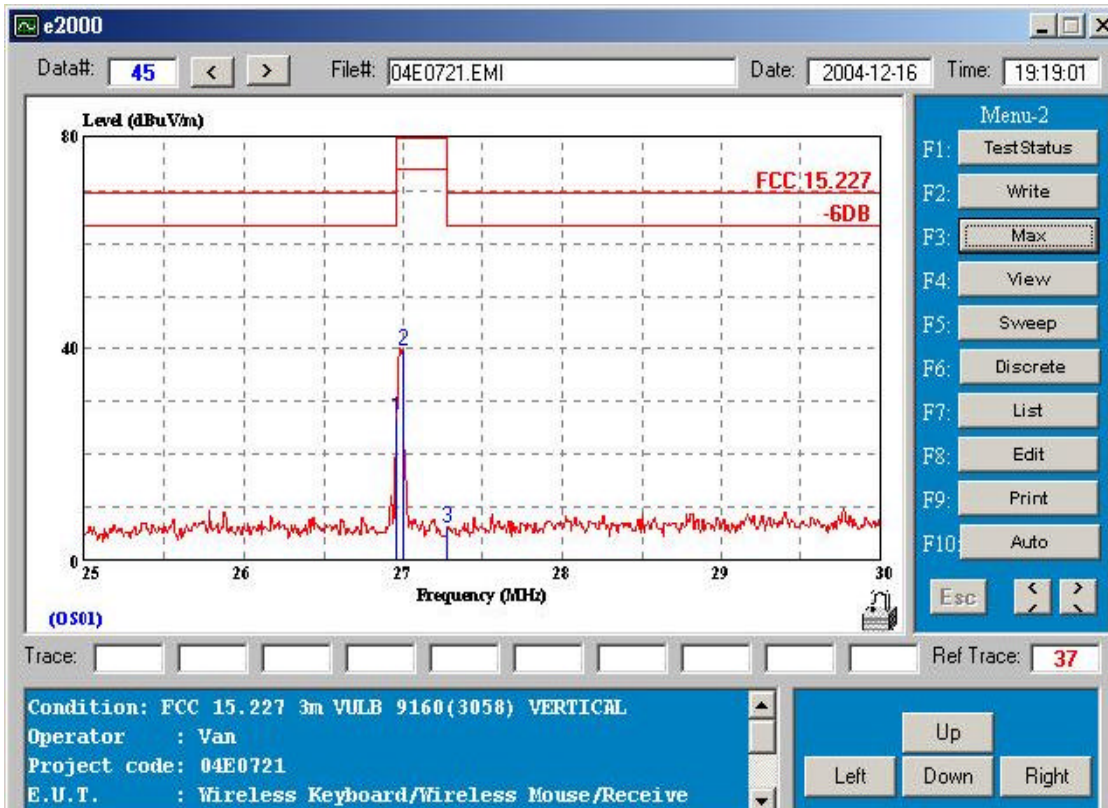 e2000
Data#: 45 < > File#: 04E0721.EMI Date: 2004-12-16 Time: 19:19:01
Level (dBuV/m)
80
FCC 15.227
-6DB
2
40
1
3
0
25 26 27 28 29 30
Frequency (MHz)
(OS01)
Menu-2
F1: Test Status
F2: Write
F3: Max
F4: View
F5: Sweep
F6: Discrete
F7: List
F8: Edit
F9: Print
F10: Auto
Esc
Trace: Ref Trace: 37
Condition: FCC 15.227 3m VULB 9160(3058) VERTICAL
Operator : Van
Project code: 04E0721
E.U.T. : Wireless Keyboard/Wireless Mouse/Receive
Up
Left Down Right